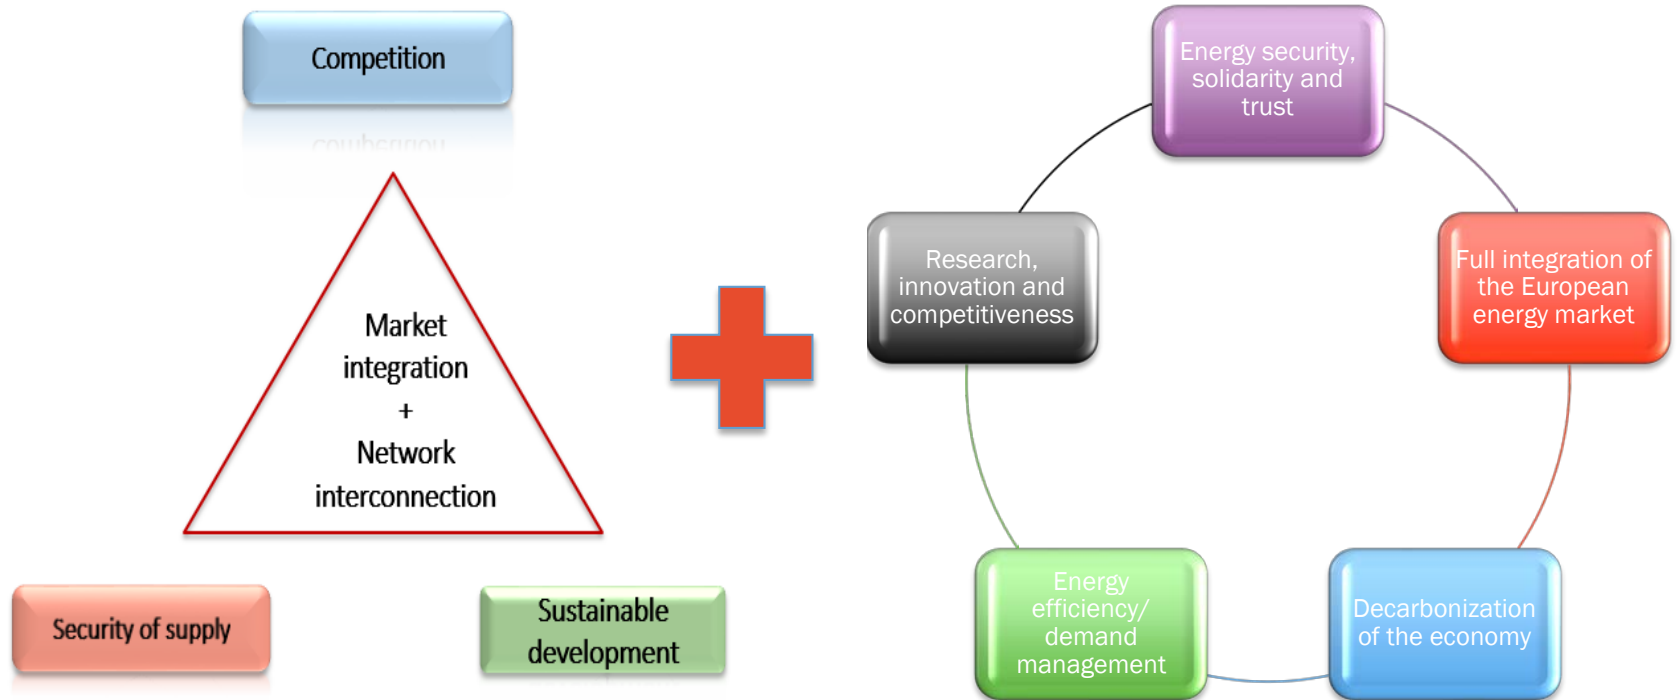 Competition
Market
integration
+
Network
interconnection
Security of supply
Sustainable
development
Energy security,
solidarity and
trust
Research,
innovation and
competitiveness
Full integration of
the European
energy market
Energy
efficiency/
demand
management
Decarbonization
of the economy